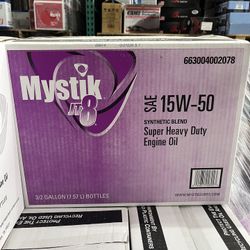 663004002078
Mystik
JT8
SAE 15W-50
SYNTHETIC BLEND
Super Heavy Duty
Engine Oil
3/2 GALLON (7.57 L) BOTTLES